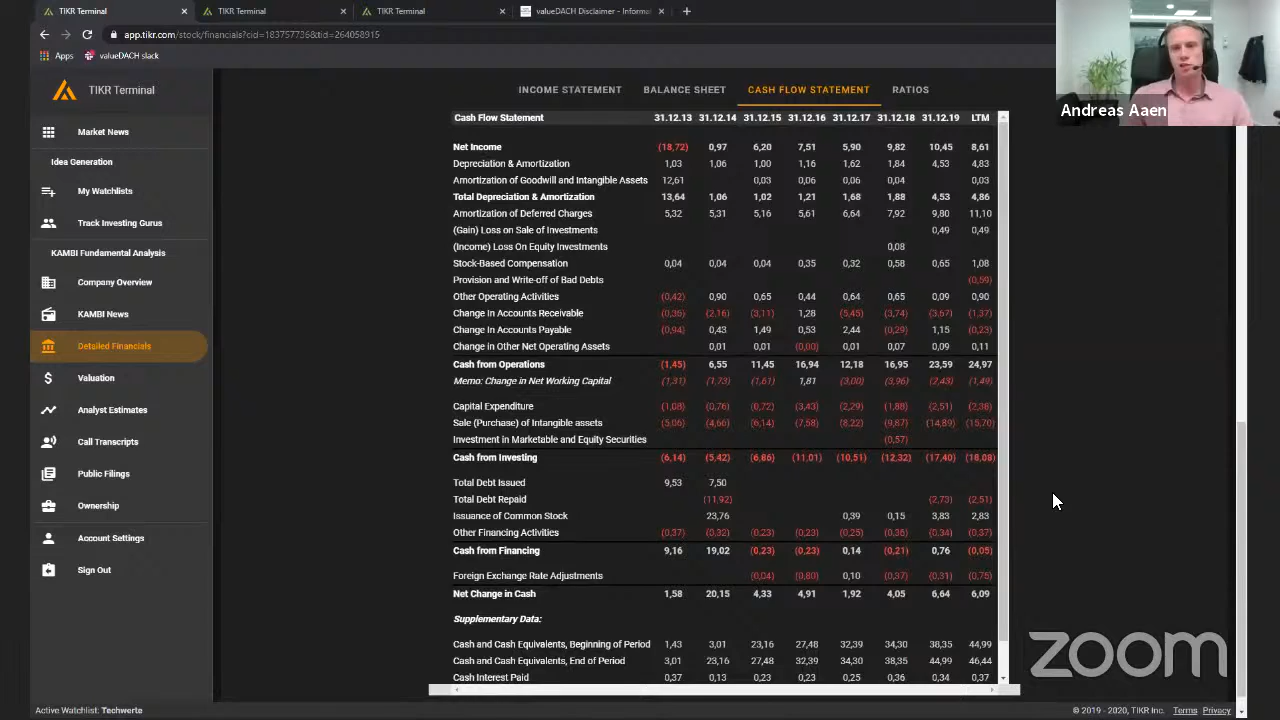 TIKR Terminal
TIKR Terminal
TIKR Terminal
valueDACH Disclaimer - Informat
app.tikr.com/stock/financials?cid=183757736&tid=264058915
Apps
valueDACH slack
TIKR Terminal
Market News
Idea Generation
My Watchlists
Track Investing Gurus
KAMBI Fundamental Analysis
Company Overview
KAMBI News
Detailed Financials
Valuation
Analyst Estimates
Call Transcripts
Public Filings
Ownership
Account Settings
Sign Out
Active Watchlist: Techwerte
INCOME STATEMENT BALANCE SHEET CASH FLOW STATEMENT RATIOS
Cash Flow Statement 31.12.13 31.12.14 31.12.15 31.12.16 31.12.17 31.12.18 31.12.19 LTM
Net Income (18,72) 0,97 6,20 7,51 5,90 9,82 10,45 8,61
Depreciation & Amortization 1,03 1,06 1,00 1,16 1,62 1,84 4,53 4,83
Amortization of Goodwill and Intangible Assets 12,61 0,03 0,06 0,06 0,04 0,03
Total Depreciation & Amortization 13,64 1,06 1,02 1,21 1,68 1,88 4,53 4,86
Amortization of Deferred Charges 5,32 5,31 5,16 5,61 6,64 7,92 9,80 11,10
(Gain) Loss on Sale of Investments 0,49 0,49
(Income) Loss On Equity Investments 0,08
Stock-Based Compensation 0,04 0,04 0,04 0,35 0,32 0,58 0,65 1,08
Provision and Write-off of Bad Debts (0,59)
Other Operating Activities (0,42) 0,90 0,65 0,44 0,64 0,65 0,09 0,90
Change In Accounts Receivable (0,36) (2,16) (3,11) 1,28 (5,45) (3,74) (3,67) (1,37)
Change In Accounts Payable (0,94) 0,43 1,49 0,53 2,44 (0,29) 1,15 (0,23)
Change in Other Net Operating Assets 0,01 0,01 (0,00) 0,01 0,07 0,09 0,11
Cash from Operations (1,45) 6,55 11,45 16,94 12,18 16,95 23,59 24,97
Memo: Change in Net Working Capital (1,31) (1,73) (1,61) 1,81 (3,00) (3,96) (2,43) (1,49)
Capital Expenditure (1,08) (0,76) (0,72) (3,43) (2,29) (1,88) (2,51) (2,38)
Sale (Purchase) of Intangible assets (5,06) (4,66) (6,14) (7,58) (8,22) (9,87) (14,89) (15,70)
Investment in Marketable and Equity Securities (0,57)
Cash from Investing (6,14) (5,42) (6,86) (11,01) (10,51) (12,32) (17,40) (18,08)
Total Debt Issued 9,53 7,50
Total Debt Repaid (11,92) (2,73) (2,51)
Issuance of Common Stock 23,76 0,39 0,15 3,83 2,83
Other Financing Activities (0,37) (0,32) (0,23) (0,23) (0,25) (0,36) (0,34) (0,37)
Cash from Financing 9,16 19,02 (0,23) (0,23) 0,14 (0,21) 0,76 (0,05)
Foreign Exchange Rate Adjustments (0,04) (0,80) 0,10 (0,37) (0,31) (0,75)
Net Change in Cash 1,58 20,15 4,33 4,91 1,92 4,05 6,64 6,09
Supplementary Data:
Cash and Cash Equivalents, Beginning of Period 1,43 3,01 23,16 27,48 32,39 34,30 38,35 44,99
Cash and Cash Equivalents, End of Period 3,01 23,16 27,48 32,39 34,30 38,35 44,99 46,44
Cash Interest Paid 0,37 0,13 0,23 0,23 0,25 0,36 0,34 0,37
Andreas Aaen
zoom
© 2019 - 2020, TIKR Inc. Terms Privacy